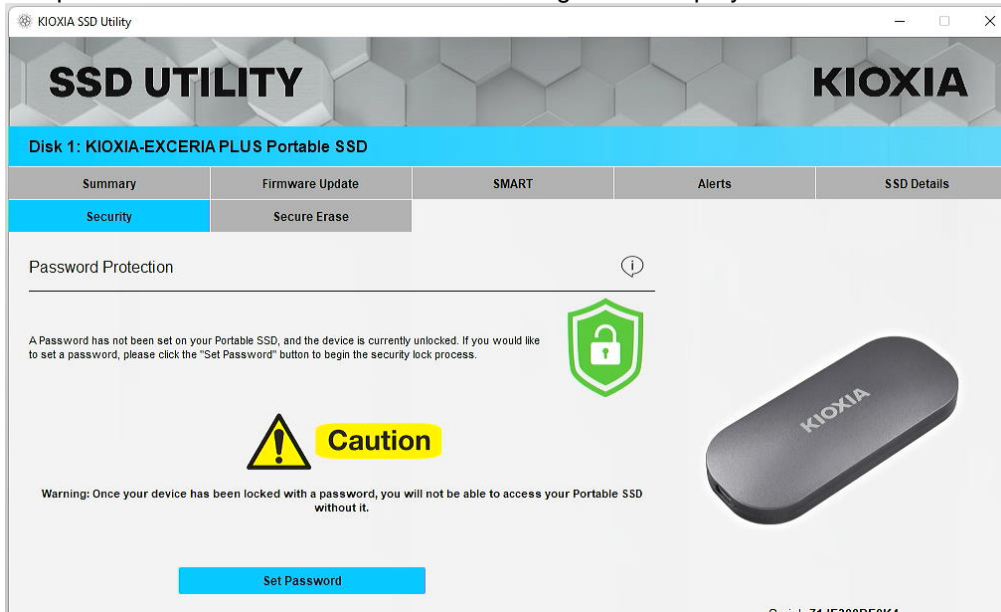 KIOXIA SSD Utility
SSD UTILITY
KIOXIA
Disk 1: KIOXIA-EXCERIA PLUS Portable SSD
Summary
Firmware Update
SMART
Alerts
SSD Details
Security
Secure Erase
Password Protection
A Password has not been set on your Portable SSD, and the device is currently unlocked. If you would like
to set a password, please click the "Set Password" button to begin the security lock process.
KIOXIA
Caution
Warning: Once your device has been locked with a password, you will not be able to access your Portable SSD
without it.
Set Password